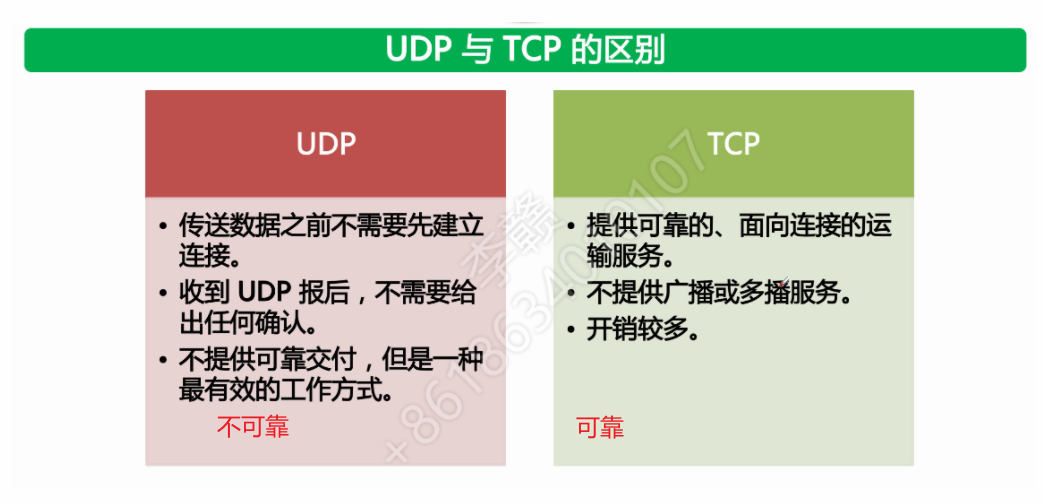 UDP 与 TCP 的区别
UDP
• 传送数据之前不需要先建立
连接。
• 收到 UDP 报后，不需要给
出任何确认。
• 不提供可靠交付，但是一种
最有效的工作方式。
不可靠
TCP
• 提供可靠的、面向连接的运
输服务。
• 不提供广播或多播服务。
• 开销较多。
可靠